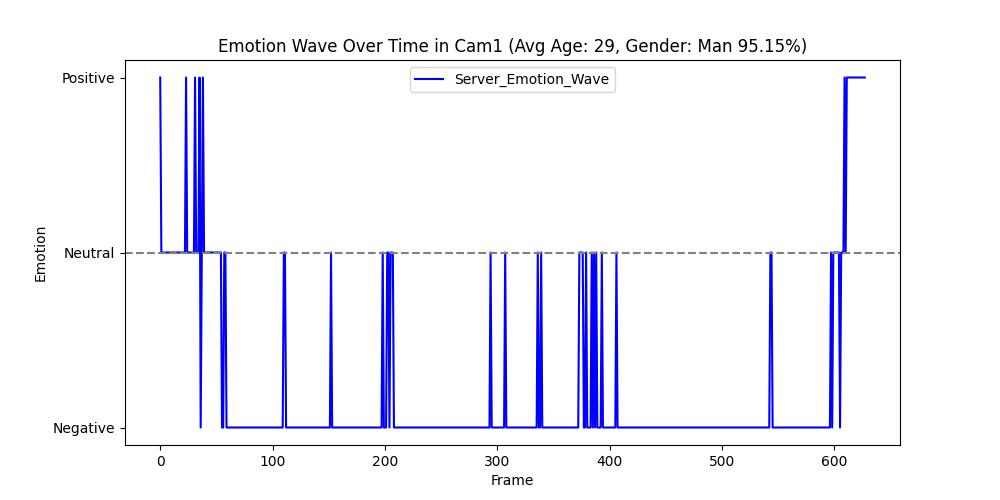 Emotion Wave Over Time in Cam1 (Avg Age: 29, Gender: Man 95.15%)
Server_Emotion_Wave
Positive
Neutral
Negative
Emotion
0 100 200 300 400 500 600
Frame